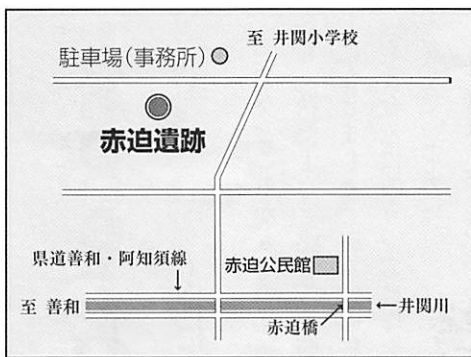 至 井関小学校
駐車場(事務所)
赤迫遺跡
県道善和・阿知須線
赤迫公民館
至 善和
←井関川
赤迫橋